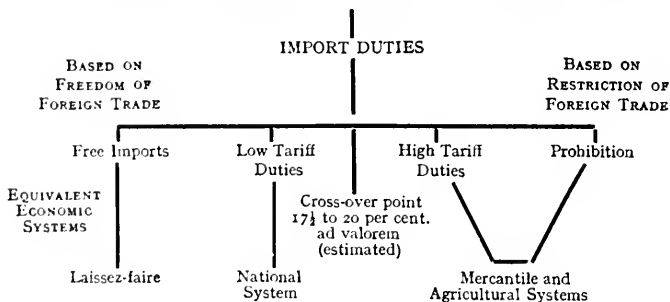 IMPORT DUTIES
BASED ON
FREEDOM OF
FOREIGN TRADE
BASED ON
RESTRICTION OF
FOREIGN TRADE
Free Imports
Low Tariff
Duties
High Tariff
Duties
Prohibition
EQUIVALENT
ECONOMIC
SYSTEMS
Cross-over point
17½ to 20 per cent.
ad valorem
(estimated)
Laissez-faire
National
System
Mercantile and
Agricultural Systems